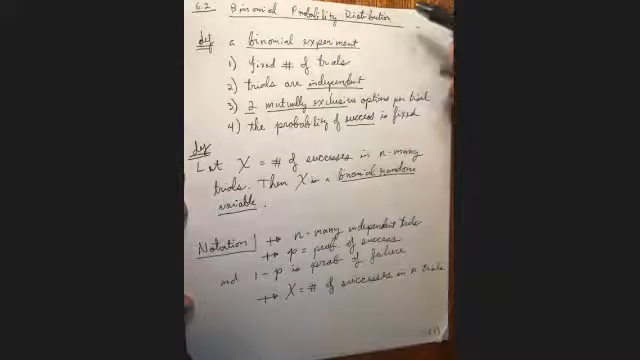 6.2 Binomial Probability Distribution
def a binomial experiment
1) fixed # of trials
2) trials are independent
3) 2 mutually exclusive options per trial
4) the probability of success is fixed
def
Let X = # of successes in n-many
trials. Then X is a binomial random
variable.
Notation ↦ n-many independent trials
↦ p = prob. of success
and 1-p is prob of failure
↦ X = # of successes in n trials
(1)